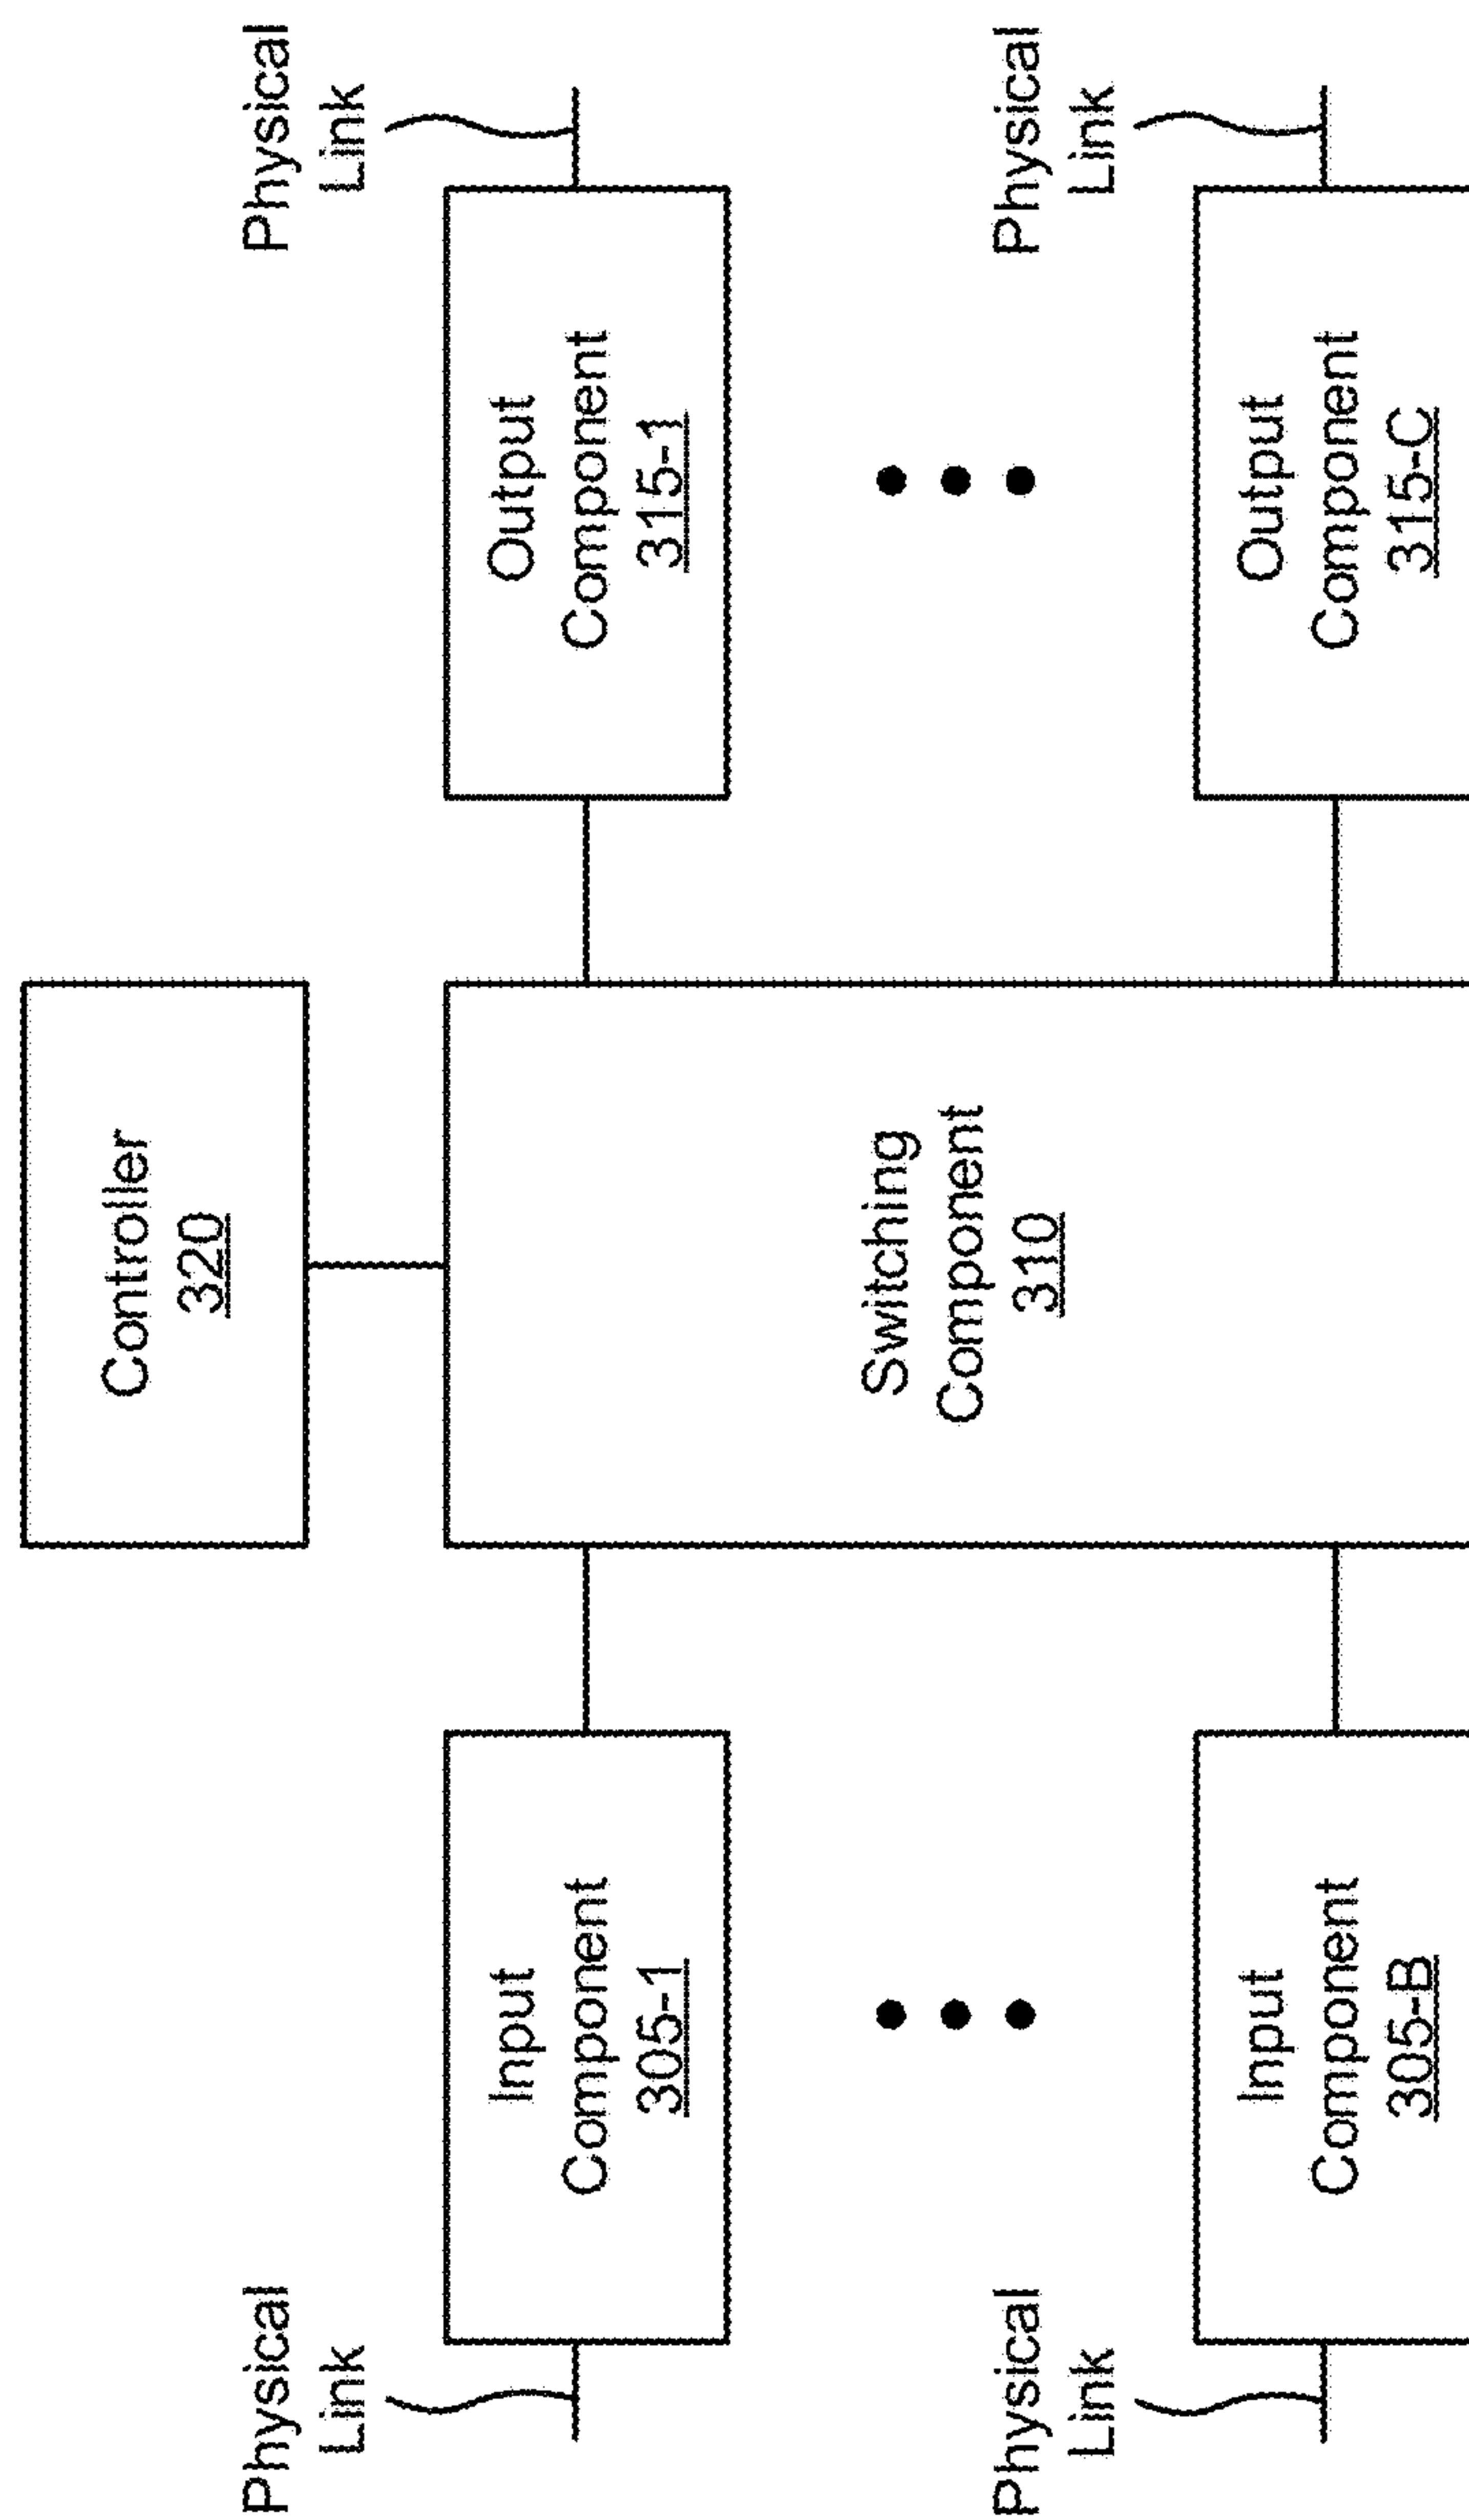 Controller
320
Physical
Link
Physical
Link
Input
Component
305-1
Output
Component
315-1
Switching
Component
310
Physical
Link
Physical
Link
Input
Component
305-B
Output
Component
315-C